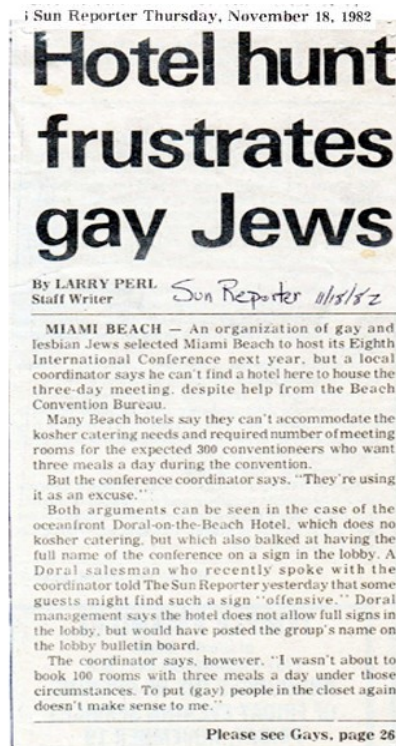 Sun Reporter Thursday, November 18, 1982
Hotel hunt
frustrates
gay Jews
By LARRY PERL
Staff Writer
Sun Reporter 11/18/82
MIAMI BEACH — An organization of gay and
lesbian Jews selected Miami Beach to host its Eighth
International Conference next year, but a local
coordinator says he can't find a hotel here to house the
three-day meeting, despite help from the Beach
Convention Bureau.
Many Beach hotels say they can't accommodate the
kosher catering needs and required number of meeting
rooms for the expected 300 conventioneers who want
three meals a day during the convention.
But the conference coordinator says, "They're using
it as an excuse."
Both arguments can be seen in the case of the
oceanfront Doral-on-the-Beach Hotel, which does no
kosher catering, but which also balked at having the
full name of the conference on a sign in the lobby. A
Doral salesman who recently spoke with the
coordinator told The Sun Reporter yesterday that some
guests might find such a sign "offensive." Doral
management says the hotel does not allow full signs in
the lobby, but would have posted the group's name on
the lobby bulletin board.
The coordinator says, however, "I wasn't about to
book 100 rooms with three meals a day under those
circumstances. To put (gay) people in the closet again
doesn't make sense to me."
Please see Gays, page 26